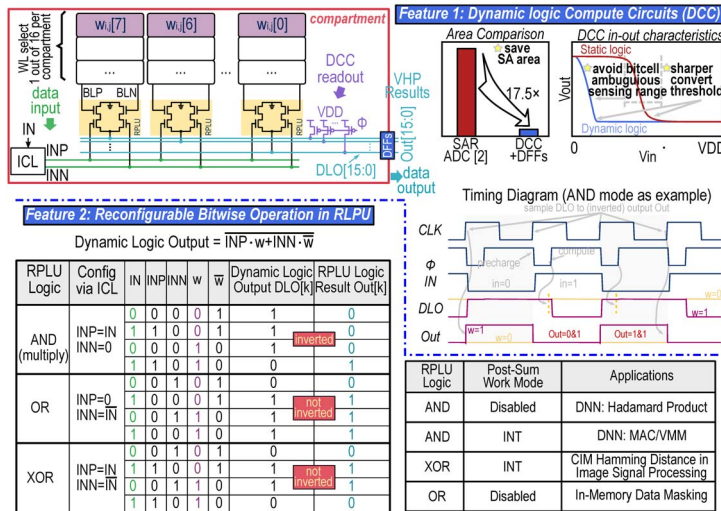 compartment
WL select
1 out of 16 per
compartment
wi,j[7]
wi,j[6]
wi,j[0]
...
...
...
...
BLP
BLN
RPLU
RPLU
RPLU
DCC
readout
VDD
Φ
data
input
IN
ICL
INP
INN
DLO[15:0]
DFFs
VHP
Results
Out[15:0]
data
output
Feature 1: Dynamic logic Compute Circuits (DCC)
Area Comparison
save
SA area
17.5×
SAR
ADC [2]
DCC
+DFFs
DCC in-out characteristics
Static logic
avoid bitcell
ambiguous
sensing range
sharper
convert
threshold
Dynamic logic
Vout
0
Vin
VDD
Timing Diagram (AND mode as example)
sample DLO to (inverted) output Out
CLK
Φ
precharge
compute
IN
in=0
in=1
DLO
w=0
w=1
Out
w=1
w=0
Out=0&1
Out=1&1
Feature 2: Reconfigurable Bitwise Operation in RLPU
Dynamic Logic Output = \overline{INP·w+INN·\overline{w}}
RPLU Logic | Config via ICL | IN | INP | INN | w | \overline{w} | Dynamic Logic Output DLO[k] | RPLU Logic Result Out[k]
AND (multiply) | INP=IN INN=0 | 0 | 0 | 0 | 0 | 1 | 1 | inverted | 0
1 | 1 | 0 | 0 | 1 | 1 | 0
0 | 0 | 0 | 1 | 0 | 1 | 0
1 | 1 | 0 | 1 | 0 | 0 | 1
OR | INP=0 INN=\overline{IN} | 0 | 0 | 1 | 0 | 1 | 0 | not inverted | 0
1 | 0 | 0 | 0 | 1 | 1 | 1
0 | 0 | 1 | 1 | 0 | 1 | 1
1 | 0 | 0 | 1 | 0 | 1 | 1
XOR | INP=IN INN=\overline{IN} | 0 | 0 | 1 | 0 | 1 | 0 | not inverted | 0
1 | 1 | 0 | 0 | 1 | 1 | 1
0 | 0 | 1 | 1 | 0 | 1 | 1
1 | 1 | 0 | 1 | 0 | 0 | 0
RPLU Logic | Post-Sum Work Mode | Applications
AND | Disabled | DNN: Hadamard Product
AND | INT | DNN: MAC/VMM
XOR | INT | CIM Hamming Distance in Image Signal Processing
OR | Disabled | In-Memory Data Masking